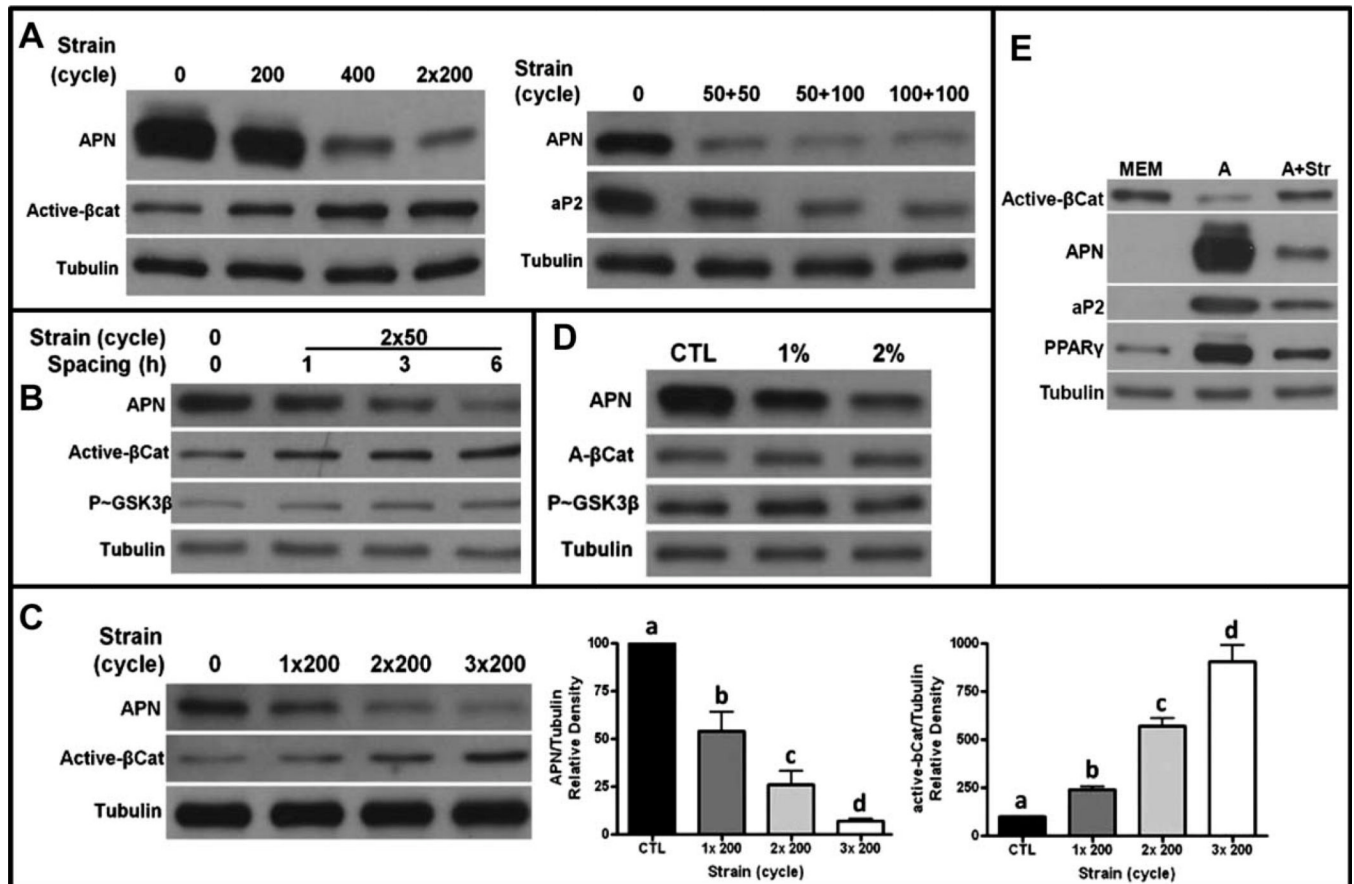 A
Strain
(cycle)
0 200 400 2x200
APN
Active-βcat
Tubulin
Strain
(cycle)
0 50+50 50+100 100+100
APN
aP2
Tubulin
B
Strain (cycle) 0 2x50
Spacing (h) 0 1 3 6
APN
Active-βCat
P~GSK3β
Tubulin
D
CTL 1% 2%
APN
A-βCat
P~GSK3β
Tubulin
E
MEM A A+Str
Active-βCat
APN
aP2
PPARγ
Tubulin
C
Strain
(cycle)
0 1x200 2x200 3x200
APN
Active-βCat
Tubulin
APN/Tubulin
Relative Density
100
75
50
25
0
a
b
c
d
CTL 1x 200 2x 200 3x 200
Strain (cycle)
active-bCat/Tubulin
Relative Density
1000
750
500
250
0
a
b
c
d
CTL 1x 200 2x 200 3x 200
Strain (cycle)